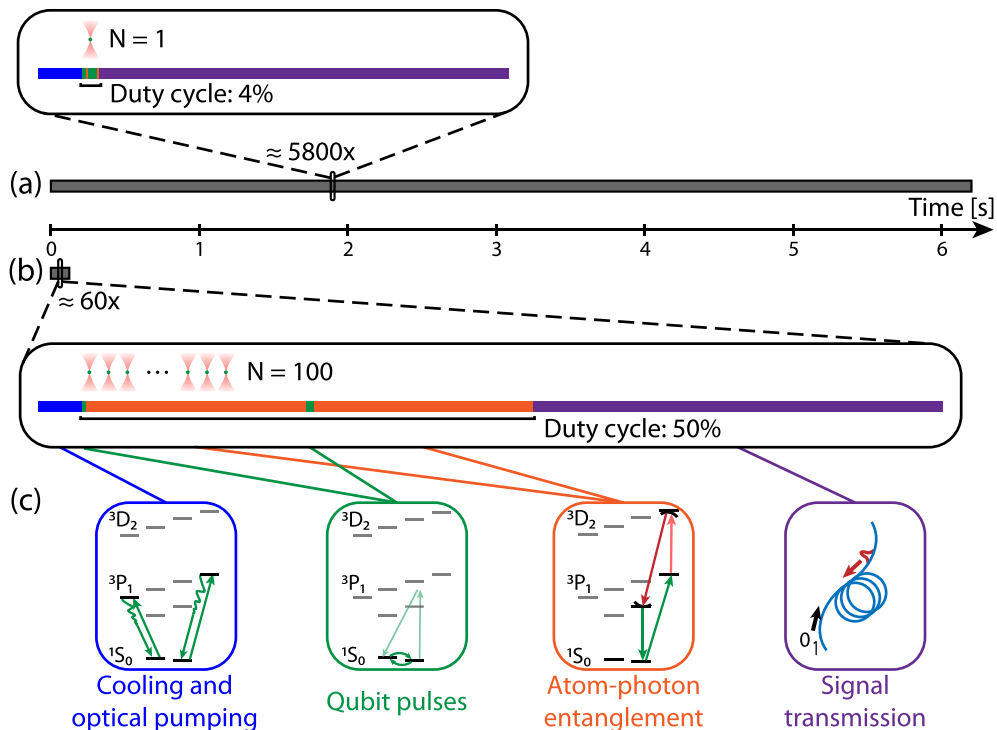 N = 1
Duty cycle: 4%
≈ 5800x
(a)
Time [s]
0 1 2 3 4 5 6
(b)
≈ 60x
··· N = 100
Duty cycle: 50%
(c)
³D₂ ³D₂ ³D₂
³P₁ ³P₁ ³P₁
¹S₀ ¹S₀ ¹S₀ 0₁
Cooling and
optical pumping
Qubit pulses
Atom-photon
entanglement
Signal
transmission